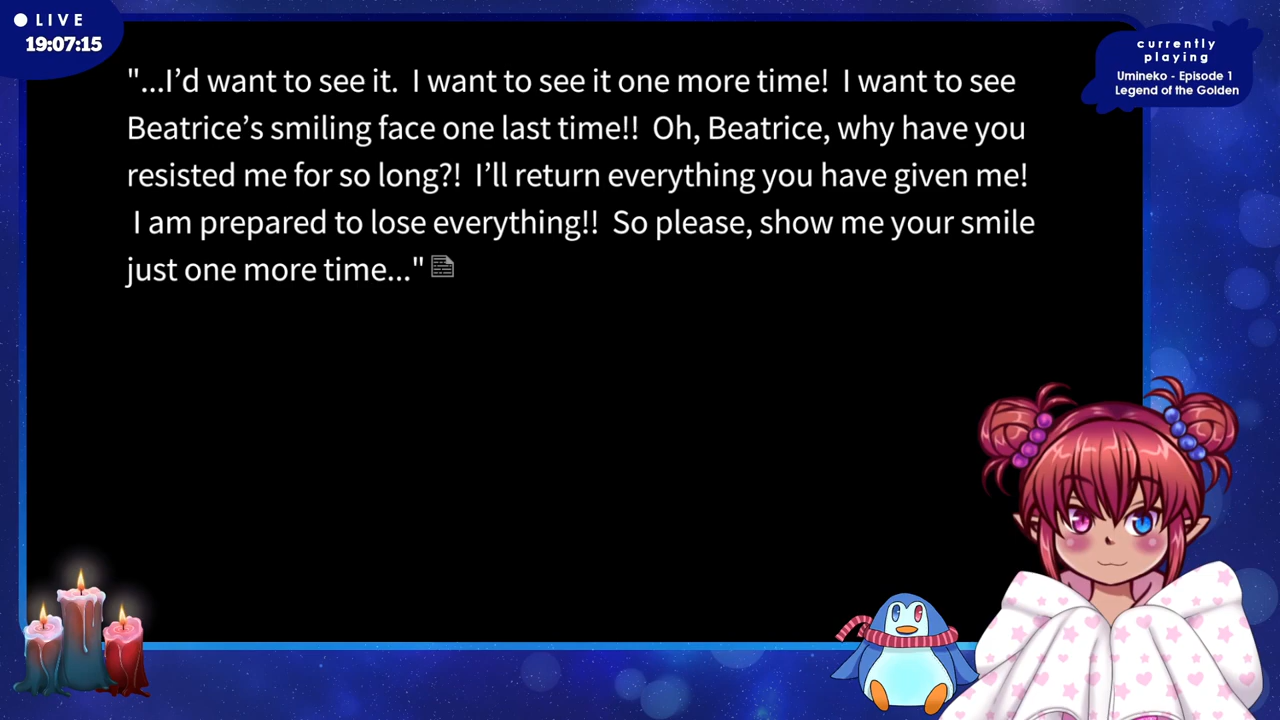 LIVE
19:07:15
currently
playing
Umineko - Episode 1
Legend of the Golden
"...I’d want to see it.  I want to see it one more time!  I want to see
Beatrice’s smiling face one last time!!  Oh, Beatrice, why have you
resisted me for so long?!  I’ll return everything you have given me!
I am prepared to lose everything!!  So please, show me your smile
just one more time..."